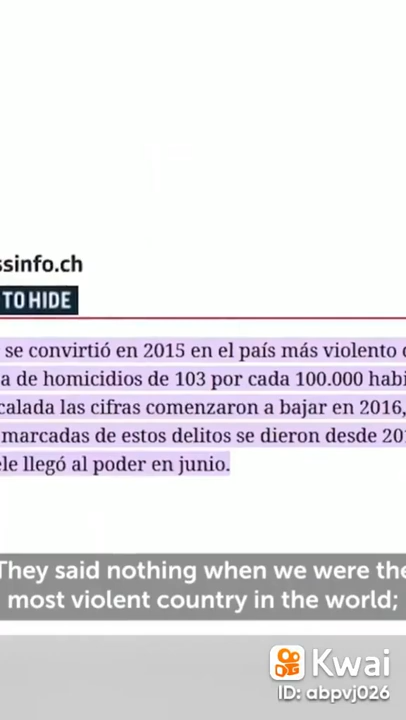 ssinfo.ch
TO HIDE
se convirtió en 2015 en el país más violento
a de homicidios de 103 por cada 100.000 habi
calada las cifras comenzaron a bajar en 2016,
marcadas de estos delitos se dieron desde 201
ele llegó al poder en junio.
They said nothing when we were the
most violent country in the world;
Kwai
ID: abpvj026